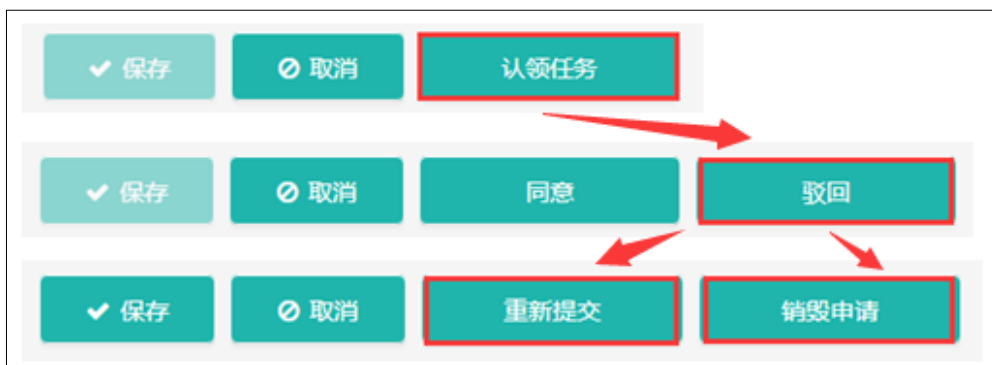 保存 取消 认领任务
保存 取消 同意 驳回
保存 取消 重新提交 销毁申请